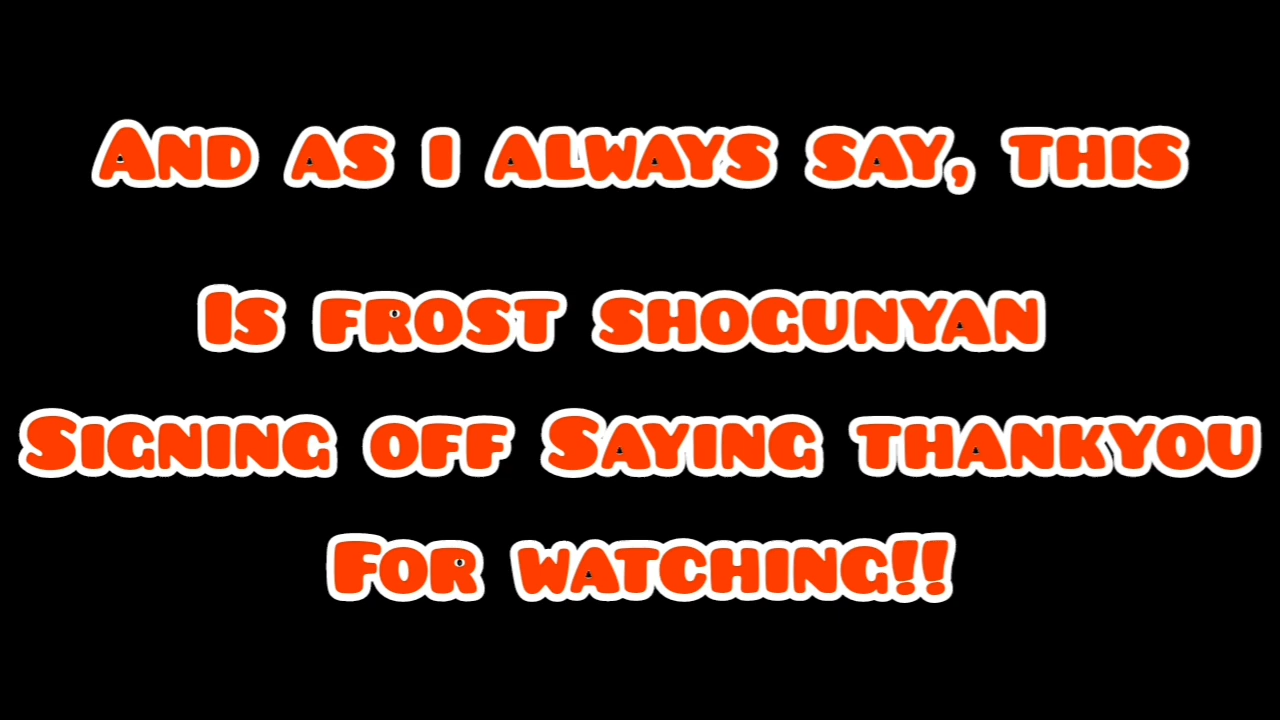 And as i always say, this
Is frost shogunyan
Signing off Saying thankyou
For watching!!